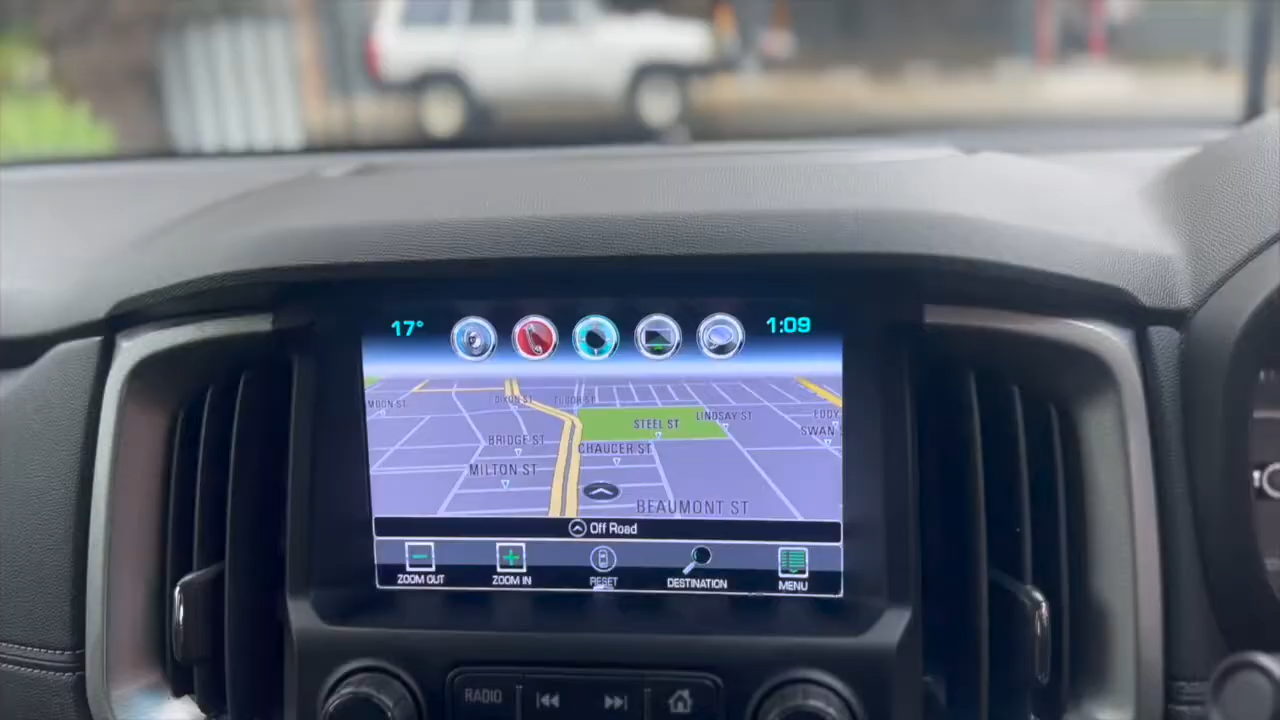 17° 1:09
MOON ST
DIXON ST
TUDOR ST
STEEL ST
LINDSAY ST
EDDY
SWAN S
BRIDGE ST
CHAUCER ST
MILTON ST
BEAUMONT ST
Off Road
ZOOM OUT ZOOM IN RESET DESTINATION MENU
RADIO